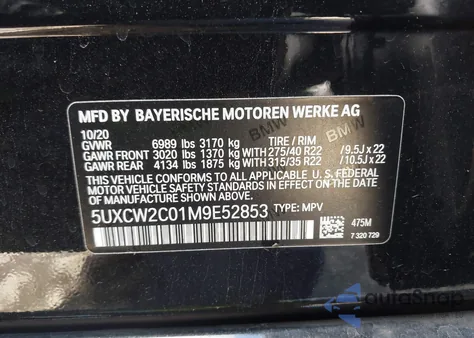 MFD BY BAYERISCHE MOTOREN WERKE AG
10/20
GVWR 6989 lbs 3170 kg TIRE / RIM
GAWR FRONT 3020 lbs 1370 kg WITH 275/40 R22 /9.5J x 22
GAWR REAR 4134 lbs 1875 kg WITH 315/35 R22 /10.5J x 22
THIS VEHICLE CONFORMS TO ALL APPLICABLE U.S. FEDERAL
MOTOR VEHICLE SAFETY STANDARDS IN EFFECT ON THE DATE
OF MANUFACTURE SHOWN ABOVE.
5UXCW2C01M9E52853 TYPE: MPV
475M
7 320 729
autoSnap